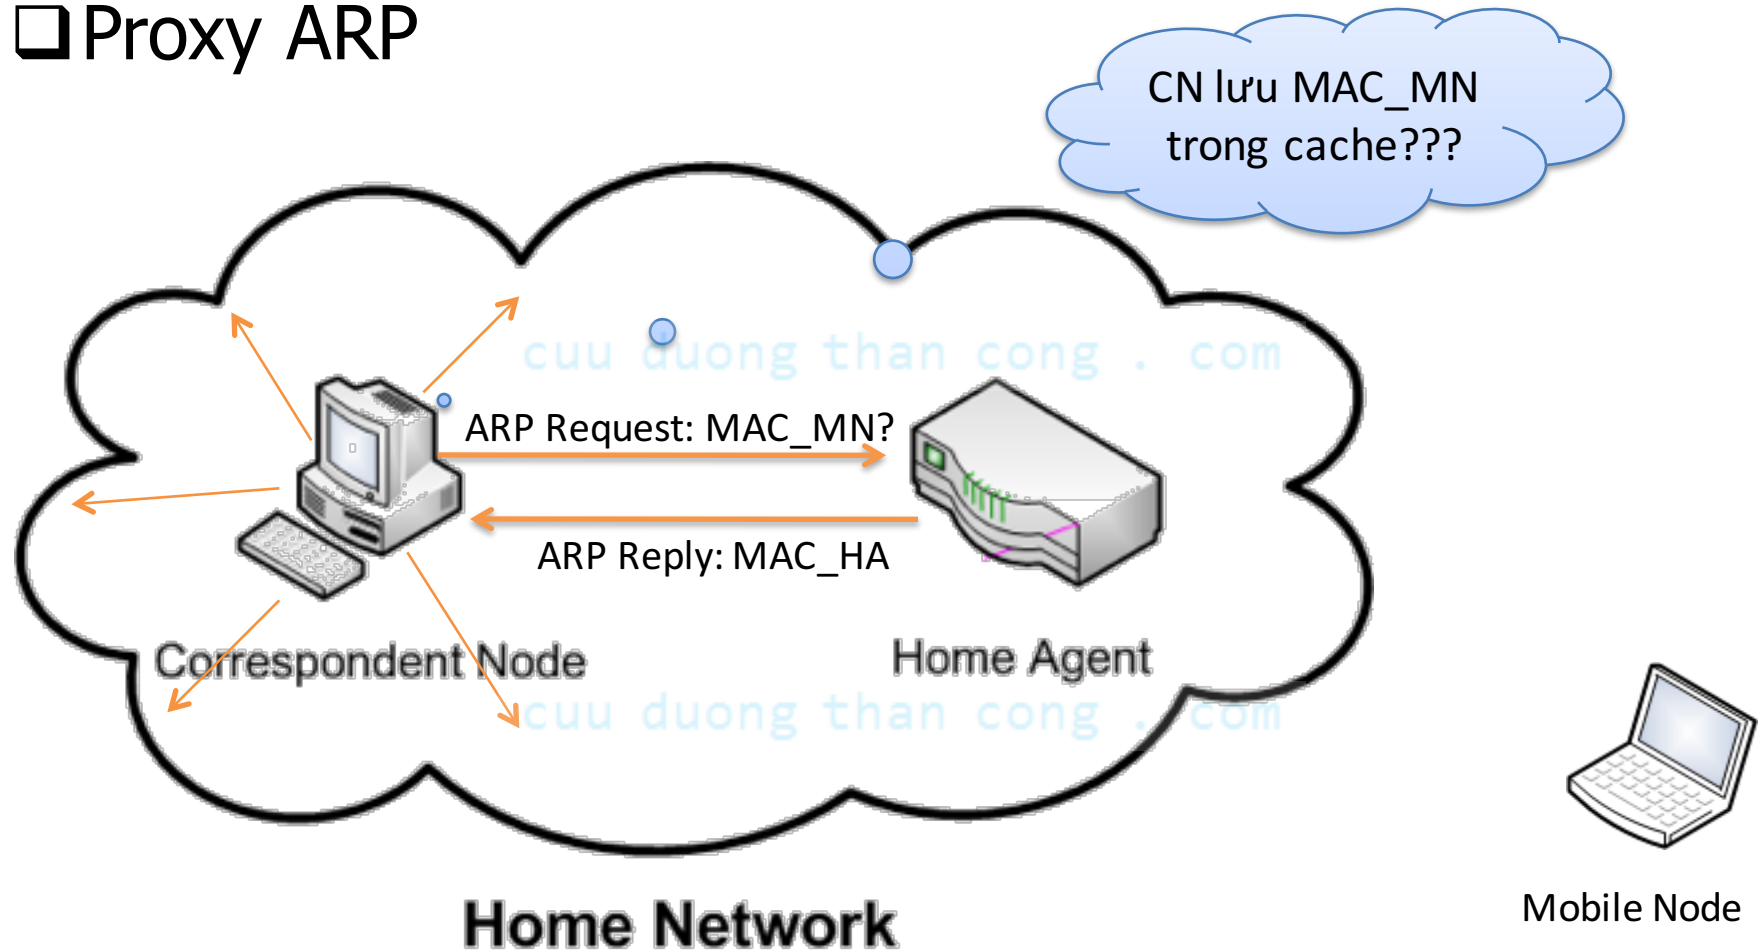 Proxy ARP
CN lưu MAC_MN
trong cache???
cuu duong than cong . com
ARP Request: MAC_MN?
ARP Reply: MAC_HA
Correspondent Node
Home Agent
cuu duong than cong . com
Mobile Node
Home Network